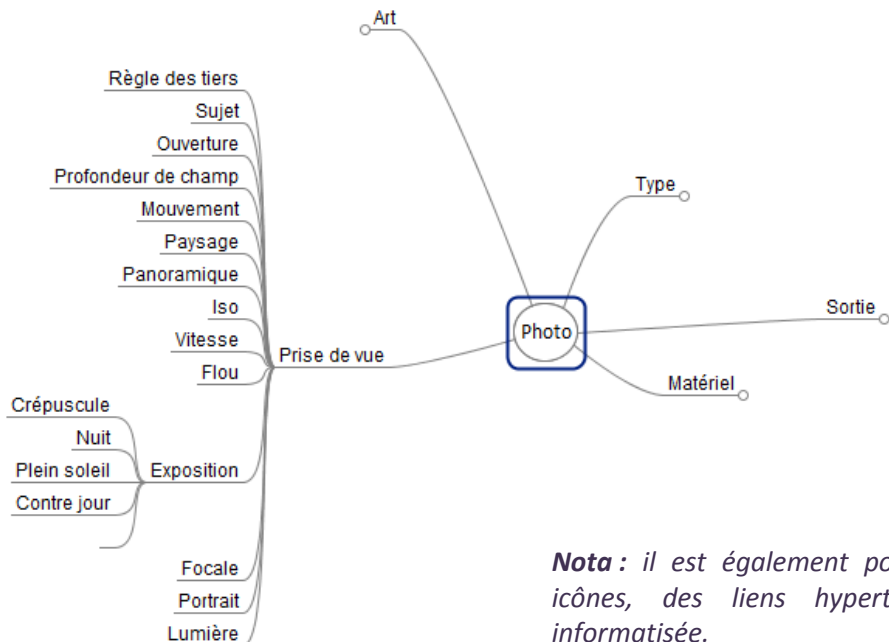 Art
Règle des tiers
Sujet
Ouverture
Profondeur de champ
Mouvement
Paysage
Panoramique
Iso
Vitesse
Flou
Prise de vue
Crépuscule
Nuit
Plein soleil
Contre jour
Exposition
Focale
Portrait
Lumière
Photo
Type
Sortie
Matériel
Nota : il est également po
icônes, des liens hypert
informatisée.